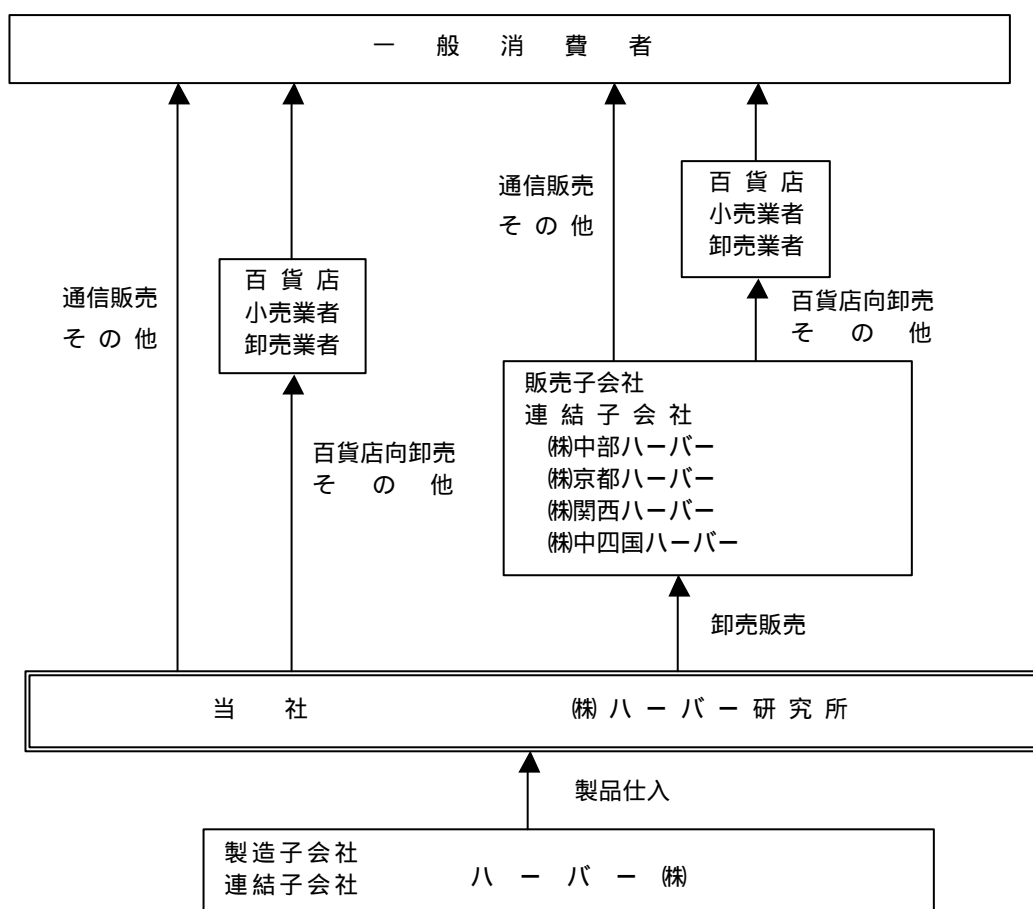 一般消費者
通信販売
その他
百貨店
小売業者
卸売業者
通信販売
その他
百貨店
小売業者
卸売業者
百貨店向卸売
その他
百貨店向卸売
その他
販売子会社
連結子会社
㈱中部ハーバー
㈱京都ハーバー
㈱関西ハーバー
㈱中四国ハーバー
卸売販売
当社 ㈱ハーバー研究所
製品仕入
製造子会社
連結子会社
ハーバー㈱